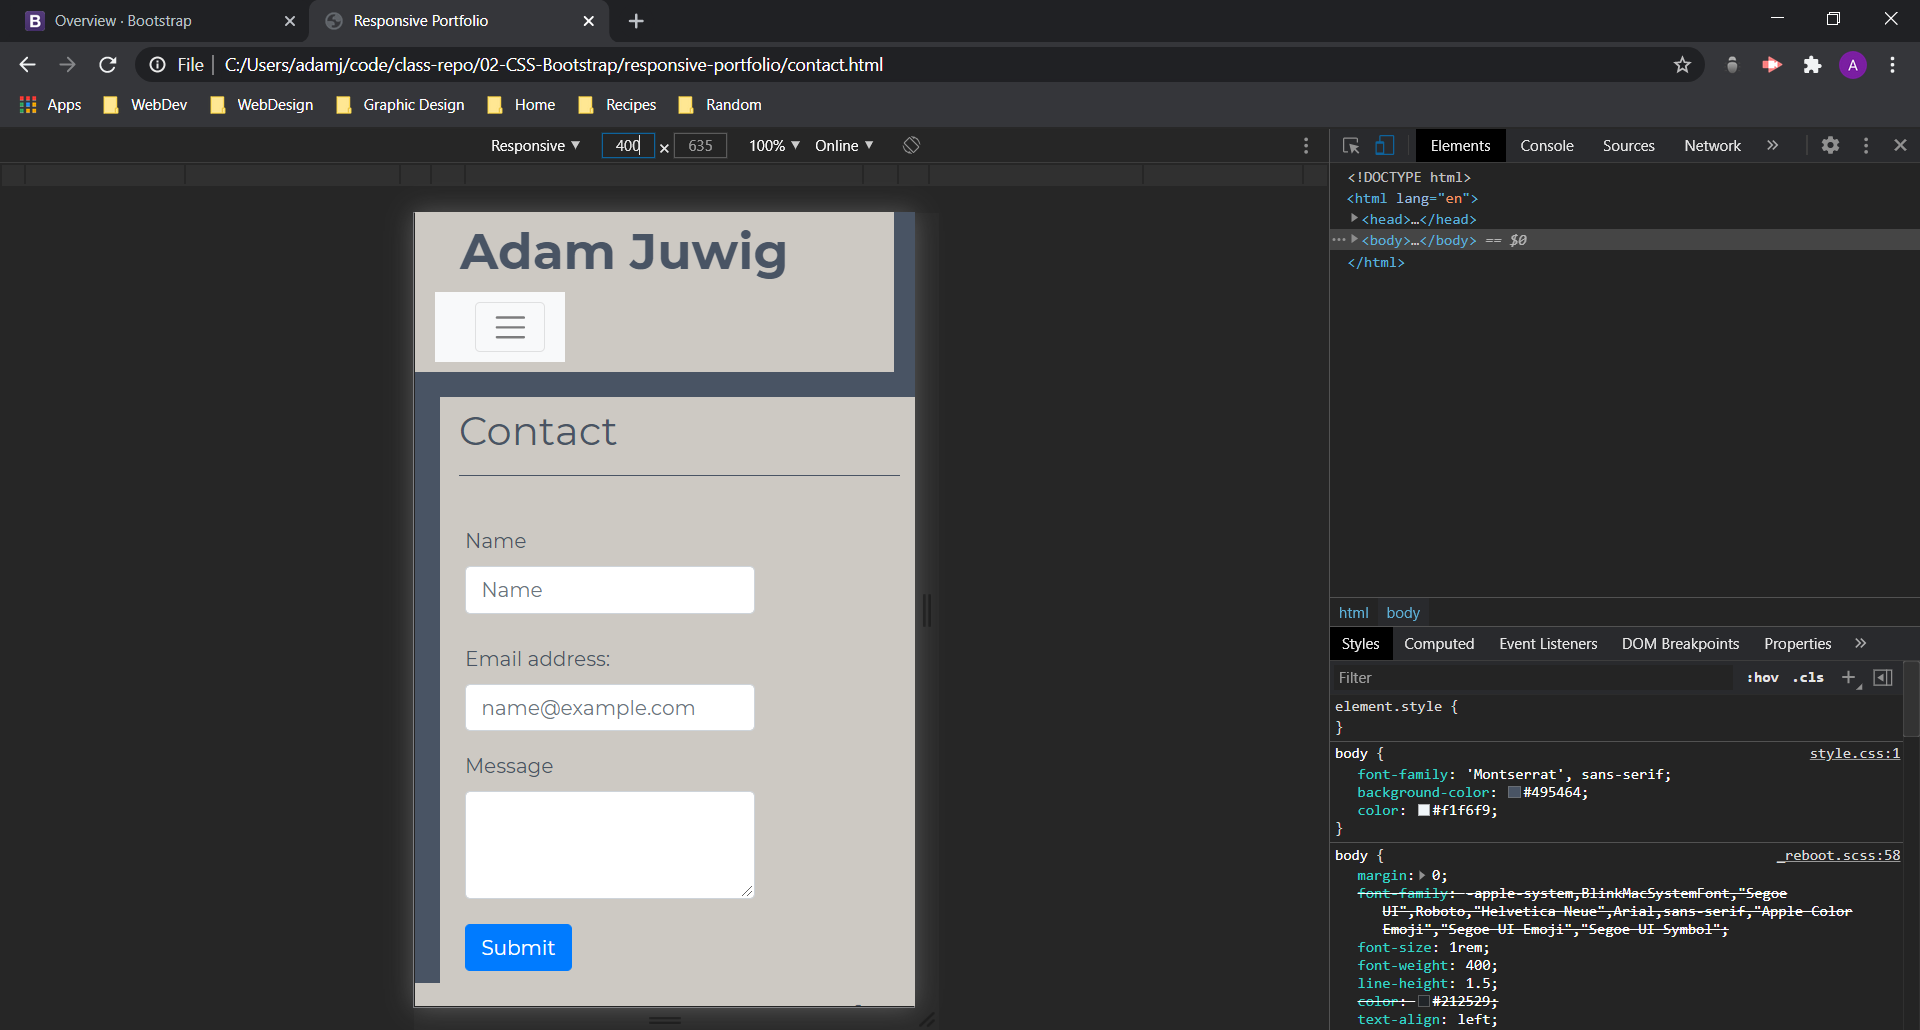 Overview · Bootstrap
Responsive Portfolio
File
C:/Users/adamj/code/class-repo/02-CSS-Bootstrap/responsive-portfolio/contact.html
A
Apps
WebDev
WebDesign
Graphic Design
Home
Recipes
Random
Responsive ▼ 400 × 635 100% ▼ Online ▼
Elements Console Sources Network »
Adam Juwig
Contact
Name
Name
Email address:
name@example.com
Message
Submit
<!DOCTYPE html>
<html lang="en">
<head>…</head>
<body>…</body> == $0
</html>
html body
Styles Computed Event Listeners DOM Breakpoints Properties »
Filter :hov .cls +
element.style {
}
body { style.css:1
font-family: 'Montserrat', sans-serif;
background-color: #495464;
color: #f1f6f9;
}
body { _reboot.scss:58
margin: 0;
font-family: -apple-system,BlinkMacSystemFont,"Segoe
UI",Roboto,"Helvetica Neue",Arial,sans-serif,"Apple Color
Emoji","Segoe UI Emoji","Segoe UI Symbol";
font-size: 1rem;
font-weight: 400;
line-height: 1.5;
color: #212529;
text-align: left;